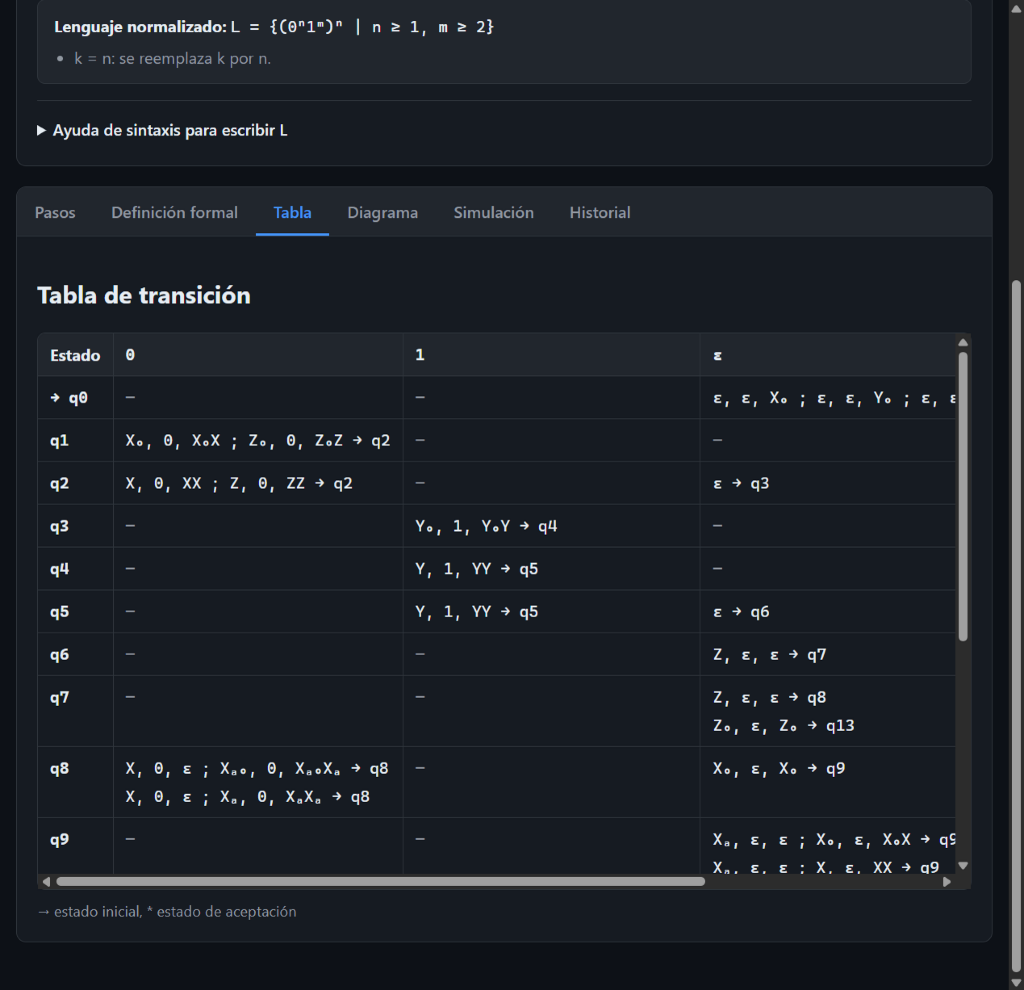 Lenguaje normalizado: L = {(0ⁿ1ᵐ)ⁿ | n ≥ 1, m ≥ 2}
• k = n: se reemplaza k por n.
▶ Ayuda de sintaxis para escribir L
Pasos Definición formal Tabla Diagrama Simulación Historial
Tabla de transición
Estado 0 1 ε
→ q0 — — ε, ε, X₀ ; ε, ε, Y₀ ; ε, ε
q1 X₀, 0, X₀X ; Z₀, 0, Z₀Z → q2 — —
q2 X, 0, XX ; Z, 0, ZZ → q2 — ε → q3
q3 — Y₀, 1, Y₀Y → q4 —
q4 — Y, 1, YY → q5 —
q5 — Y, 1, YY → q5 ε → q6
q6 — — Z, ε, ε → q7
q7 — — Z, ε, ε → q8
Z₀, ε, Z₀ → q13
q8 X, 0, ε ; Xₐ₀, 0, Xₐ₀Xₐ → q8 — X₀, ε, X₀ → q9
X, 0, ε ; Xₐ, 0, XₐXₐ → q8
q9 — — Xₐ, ε, ε ; X₀, ε, X₀X → q9
Xₐ, ε, ε ; X, ε, XX → q9
→ estado inicial, * estado de aceptación